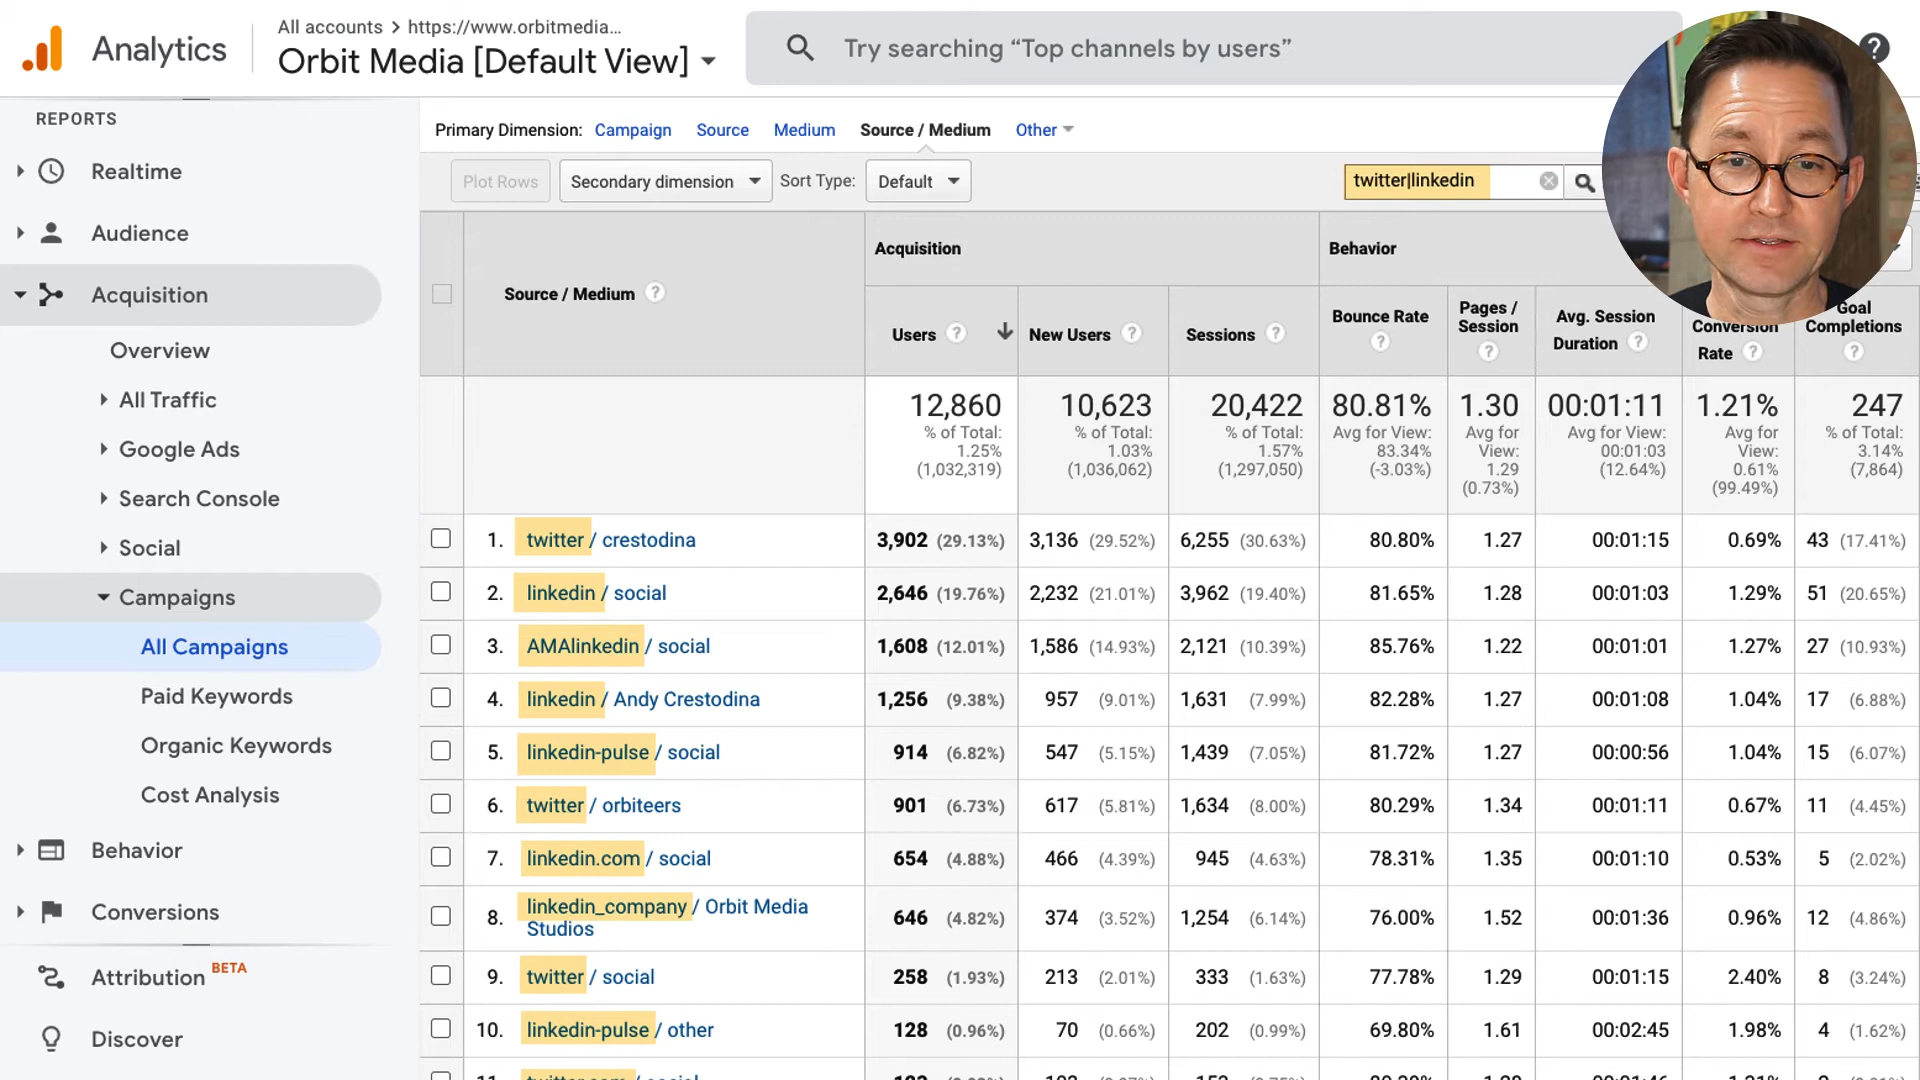 Analytics
All accounts > https://www.orbitmedia...
Orbit Media [Default View]
Try searching “Top channels by users”
REPORTS
Realtime
Audience
Acquisition
Overview
All Traffic
Google Ads
Search Console
Social
Campaigns
All Campaigns
Paid Keywords
Organic Keywords
Cost Analysis
Behavior
Conversions
Attribution BETA
Discover
Primary Dimension: Campaign Source Medium Source / Medium Other
Plot Rows Secondary dimension Sort Type: Default twitter|linkedin
Acquisition Behavior
Source / Medium Users New Users Sessions Bounce Rate Pages / Session Avg. Session Duration Conversion Rate Goal Completions
12,860 10,623 20,422 80.81% 1.30 00:01:11 1.21% 247
% of Total: 1.25% (1,032,319) % of Total: 1.03% (1,036,062) % of Total: 1.57% (1,297,050) Avg for View: 83.34% (-3.03%) Avg for View: 1.29 (0.73%) Avg for View: 00:01:03 (12.64%) Avg for View: 0.61% (99.49%) % of Total: 3.14% (7,864)
1. twitter / crestodina 3,902 (29.13%) 3,136 (29.52%) 6,255 (30.63%) 80.80% 1.27 00:01:15 0.69% 43 (17.41%)
2. linkedin / social 2,646 (19.76%) 2,232 (21.01%) 3,962 (19.40%) 81.65% 1.28 00:01:03 1.29% 51 (20.65%)
3. AMAlinkedin / social 1,608 (12.01%) 1,586 (14.93%) 2,121 (10.39%) 85.76% 1.22 00:01:01 1.27% 27 (10.93%)
4. linkedin / Andy Crestodina 1,256 (9.38%) 957 (9.01%) 1,631 (7.99%) 82.28% 1.27 00:01:08 1.04% 17 (6.88%)
5. linkedin-pulse / social 914 (6.82%) 547 (5.15%) 1,439 (7.05%) 81.72% 1.27 00:00:56 1.04% 15 (6.07%)
6. twitter / orbiteers 901 (6.73%) 617 (5.81%) 1,634 (8.00%) 80.29% 1.34 00:01:11 0.67% 11 (4.45%)
7. linkedin.com / social 654 (4.88%) 466 (4.39%) 945 (4.63%) 78.31% 1.35 00:01:10 0.53% 5 (2.02%)
8. linkedin_company / Orbit Media Studios 646 (4.82%) 374 (3.52%) 1,254 (6.14%) 76.00% 1.52 00:01:36 0.96% 12 (4.86%)
9. twitter / social 258 (1.93%) 213 (2.01%) 333 (1.63%) 77.78% 1.29 00:01:15 2.40% 8 (3.24%)
10. linkedin-pulse / other 128 (0.96%) 70 (0.66%) 202 (0.99%) 69.80% 1.61 00:02:45 1.98% 4 (1.62%)